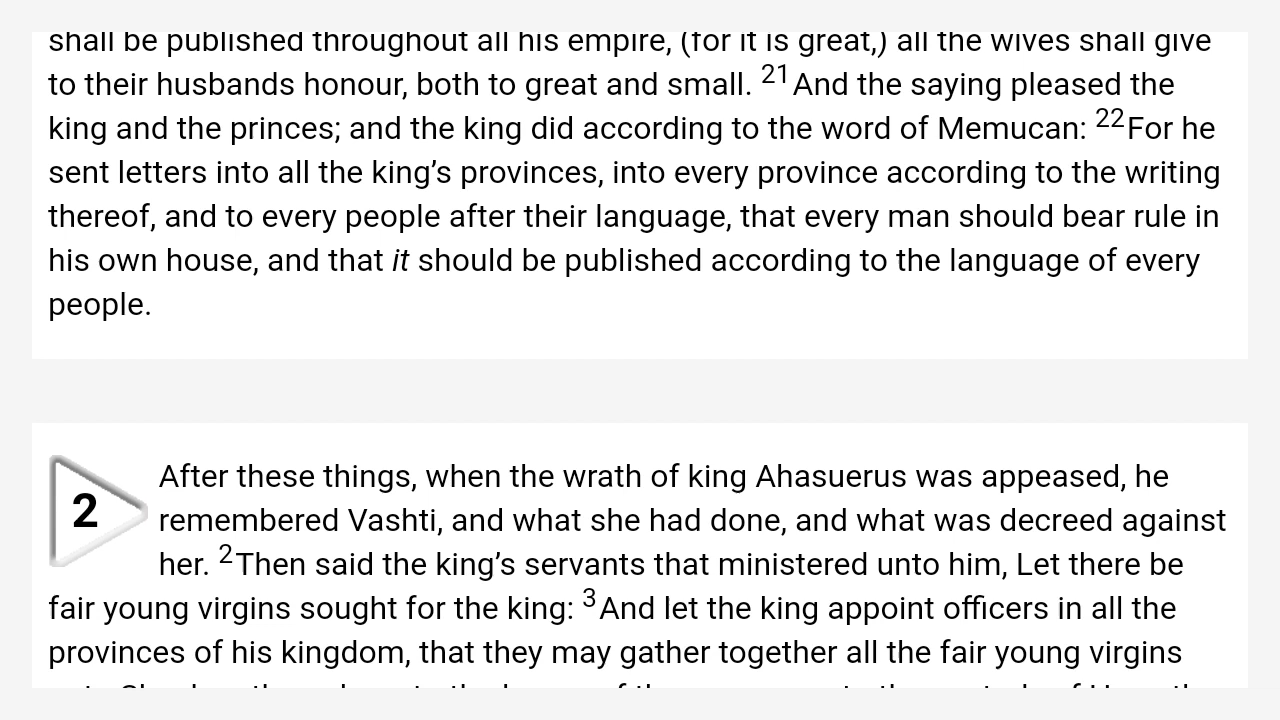 shall be published throughout all his empire, (for it is great,) all the wives shall give
to their husbands honour, both to great and small. 21And the saying pleased the
king and the princes; and the king did according to the word of Memucan: 22For he
sent letters into all the king’s provinces, into every province according to the writing
thereof, and to every people after their language, that every man should bear rule in
his own house, and that it should be published according to the language of every
people.
2
After these things, when the wrath of king Ahasuerus was appeased, he
remembered Vashti, and what she had done, and what was decreed against
her. 2Then said the king’s servants that ministered unto him, Let there be
fair young virgins sought for the king: 3And let the king appoint officers in all the
provinces of his kingdom, that they may gather together all the fair young virgins